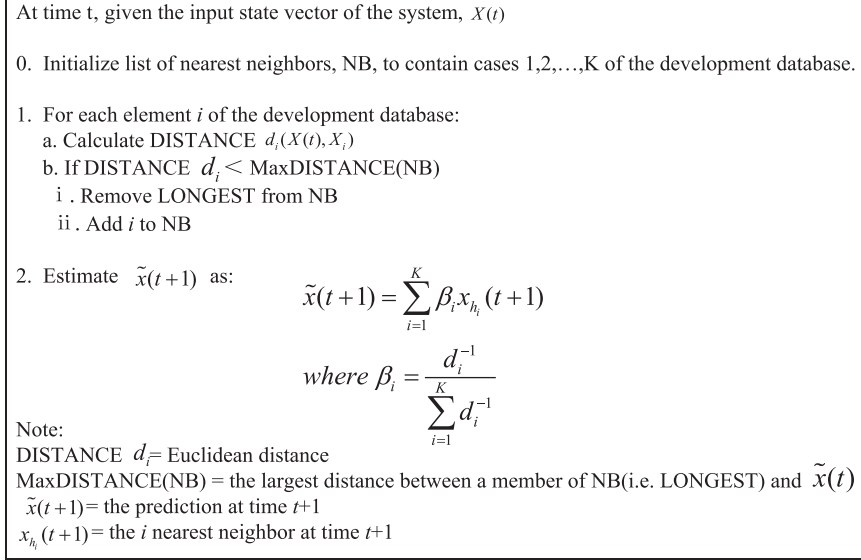 At time t, given the input state vector of the system, X(t)
0. Initialize list of nearest neighbors, NB, to contain cases 1,2,…,K of the development database.
1. For each element i of the development database:
a. Calculate DISTANCE d_i(X(t), X_i)
b. If DISTANCE d_i < MaxDISTANCE(NB)
i . Remove LONGEST from NB
ii . Add i to NB
2. Estimate x̃(t+1) as:
x̃(t+1) = ∑_{i=1}^{K} β_i x_{h_i}(t+1)
where β_i = d_i^{-1} / ∑_{i=1}^{K} d_i^{-1}
Note:
DISTANCE d_i= Euclidean distance
MaxDISTANCE(NB) = the largest distance between a member of NB(i.e. LONGEST) and x̃(t)
x̃(t+1)= the prediction at time t+1
x_{h_i}(t+1)= the i nearest neighbor at time t+1